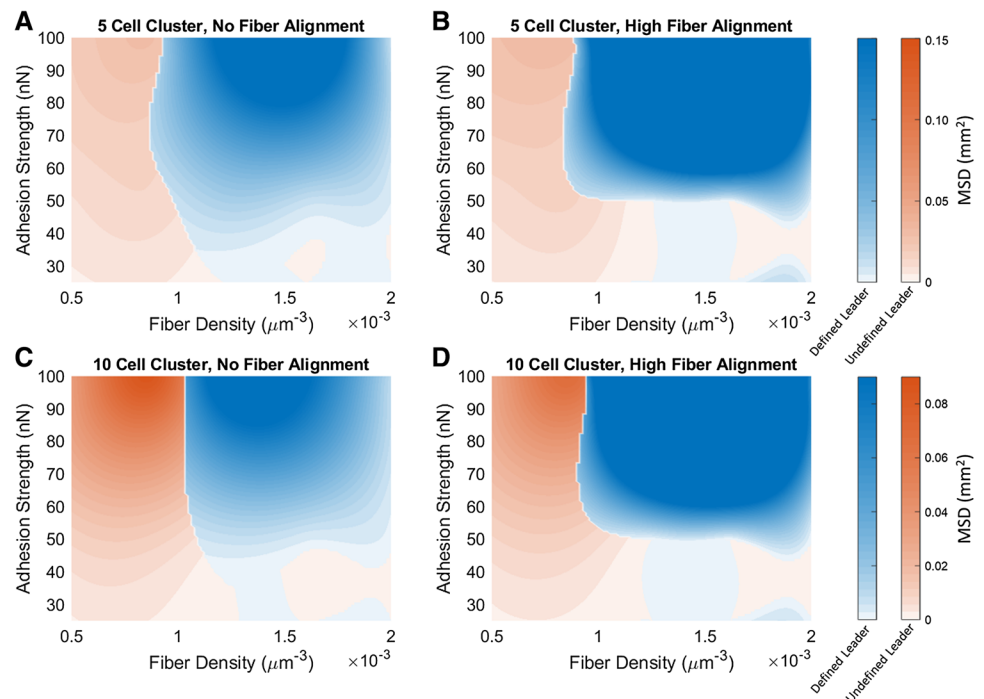 A
5 Cell Cluster, No Fiber Alignment
Adhesion Strength (nN)
100
90
80
70
60
50
40
30
0.5
1
1.5
2
Fiber Density (μm-3)
×10-3
B
5 Cell Cluster, High Fiber Alignment
Adhesion Strength (nN)
100
90
80
70
60
50
40
30
0.5
1
1.5
2
Fiber Density (μm-3)
×10-3
0.15
0.10
0.05
0
MSD (mm2)
Defined Leader
Undefined Leader
C
10 Cell Cluster, No Fiber Alignment
Adhesion Strength (nN)
100
90
80
70
60
50
40
30
0.5
1
1.5
2
Fiber Density (μm-3)
×10-3
D
10 Cell Cluster, High Fiber Alignment
Adhesion Strength (nN)
100
90
80
70
60
50
40
30
0.5
1
1.5
2
Fiber Density (μm-3)
×10-3
0.08
0.06
0.04
0.02
0
MSD (mm2)
Defined Leader
Undefined Leader